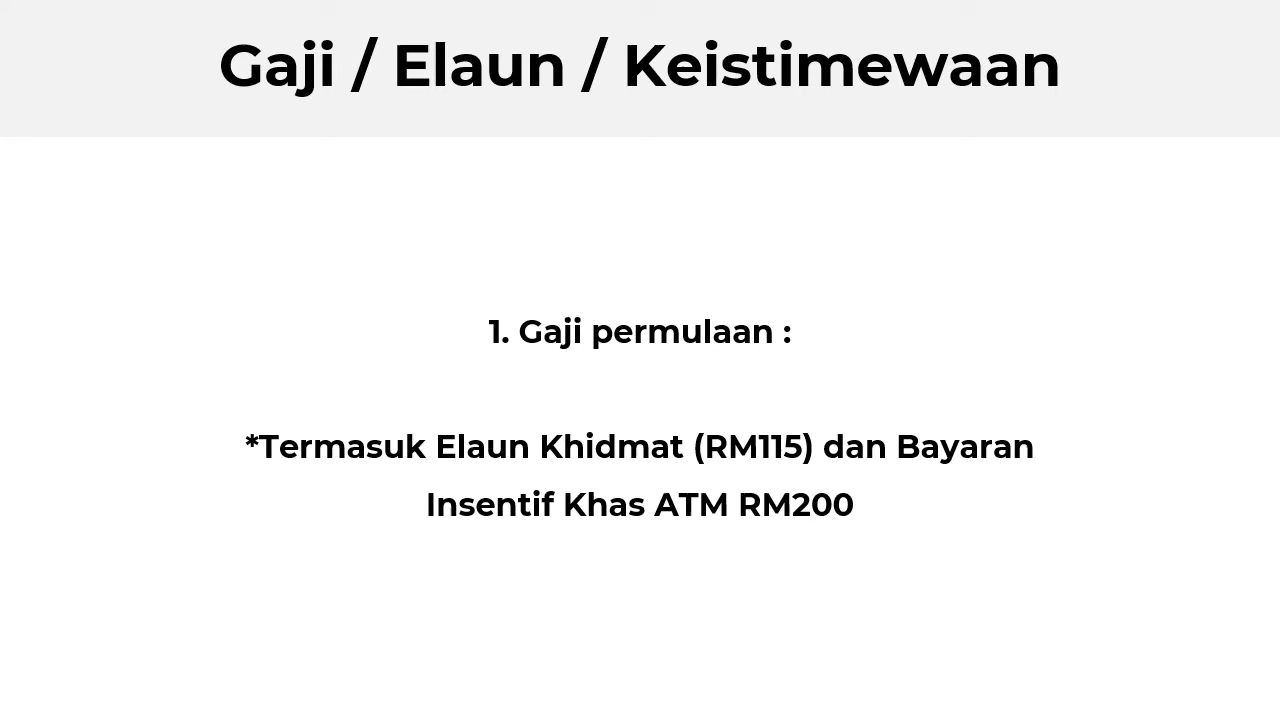 Gaji / Elaun / Keistimewaan
1. Gaji permulaan :
*Termasuk Elaun Khidmat (RM115) dan Bayaran
Insentif Khas ATM RM200